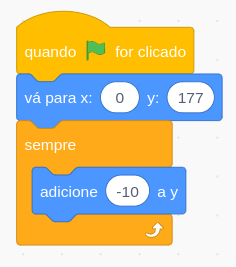 quando for clicado
vá para x: 0 y: 177
sempre
adicione -10 a y